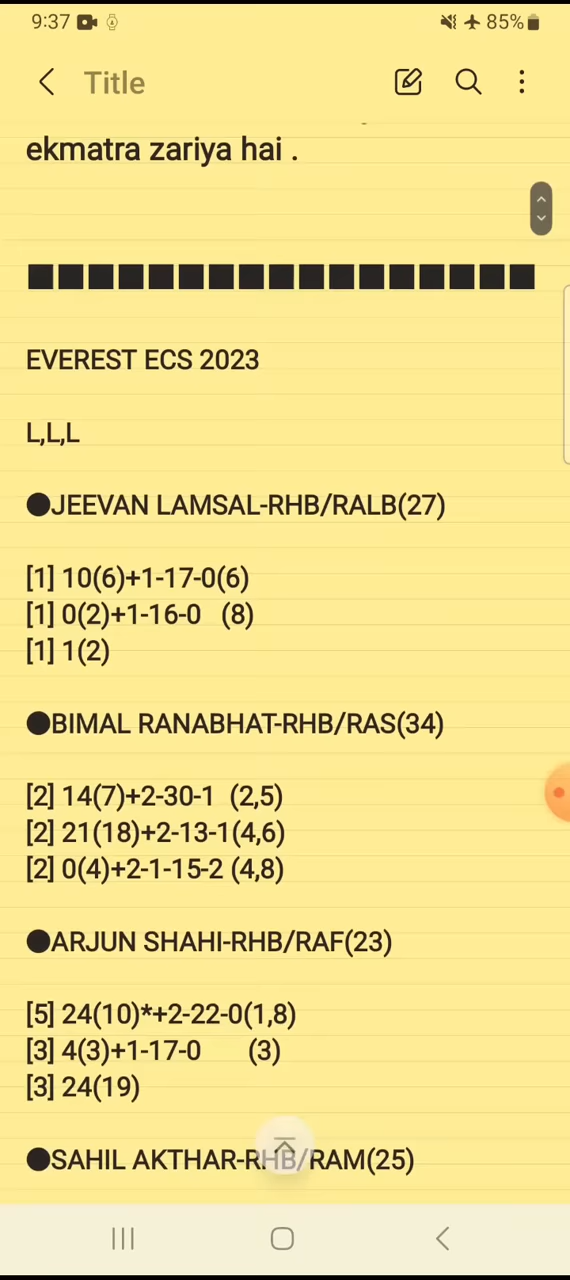 9:37
85%
Title
ekmatra zariya hai .
EVEREST ECS 2023
L,L,L
●JEEVAN LAMSAL-RHB/RALB(27)
[1] 10(6)+1-17-0(6)
[1] 0(2)+1-16-0 (8)
[1] 1(2)
●BIMAL RANABHAT-RHB/RAS(34)
[2] 14(7)+2-30-1 (2,5)
[2] 21(18)+2-13-1(4,6)
[2] 0(4)+2-1-15-2 (4,8)
●ARJUN SHAHI-RHB/RAF(23)
[5] 24(10)*+2-22-0(1,8)
[3] 4(3)+1-17-0 (3)
[3] 24(19)
●SAHIL AKTHAR-RHB/RAM(25)